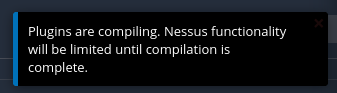 Plugins are compiling. Nessus functionality
will be limited until compilation is
complete.